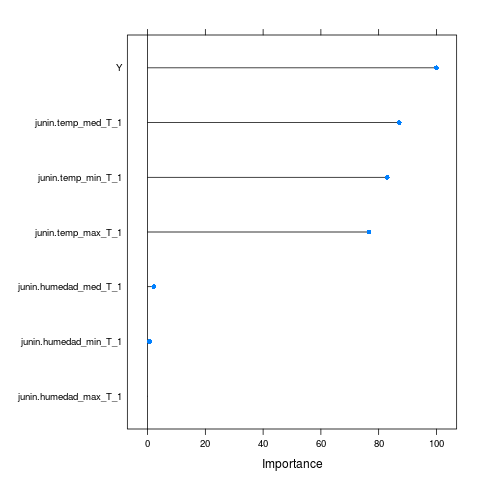 Y
junin.temp_med_T_1
junin.temp_min_T_1
junin.temp_max_T_1
junin.humedad_med_T_1
junin.humedad_min_T_1
junin.humedad_max_T_1
0 20 40 60 80 100
Importance